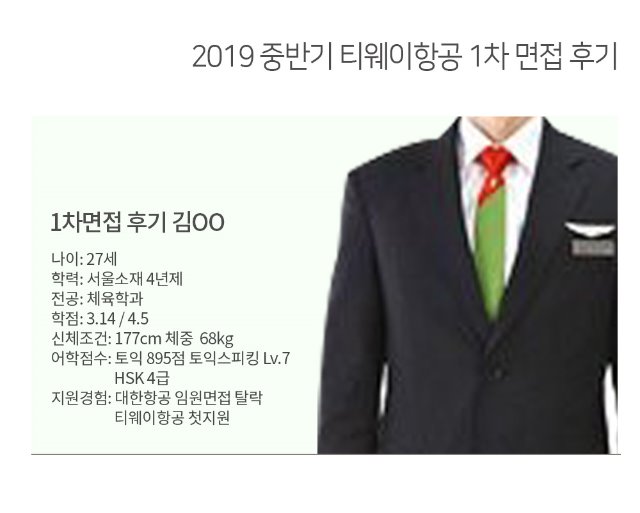 2019 중반기 티웨이항공 1차 면접 후기
1차면접 후기 김OO
나이: 27세
학력: 서울소재 4년제
전공: 체육학과
학점: 3.14 / 4.5
신체조건: 177cm 체중 68kg
어학점수: 토익 895점 토익스피킹 Lv.7
HSK 4급
지원경험: 대한항공 임원면접 탈락
티웨이항공 첫지원